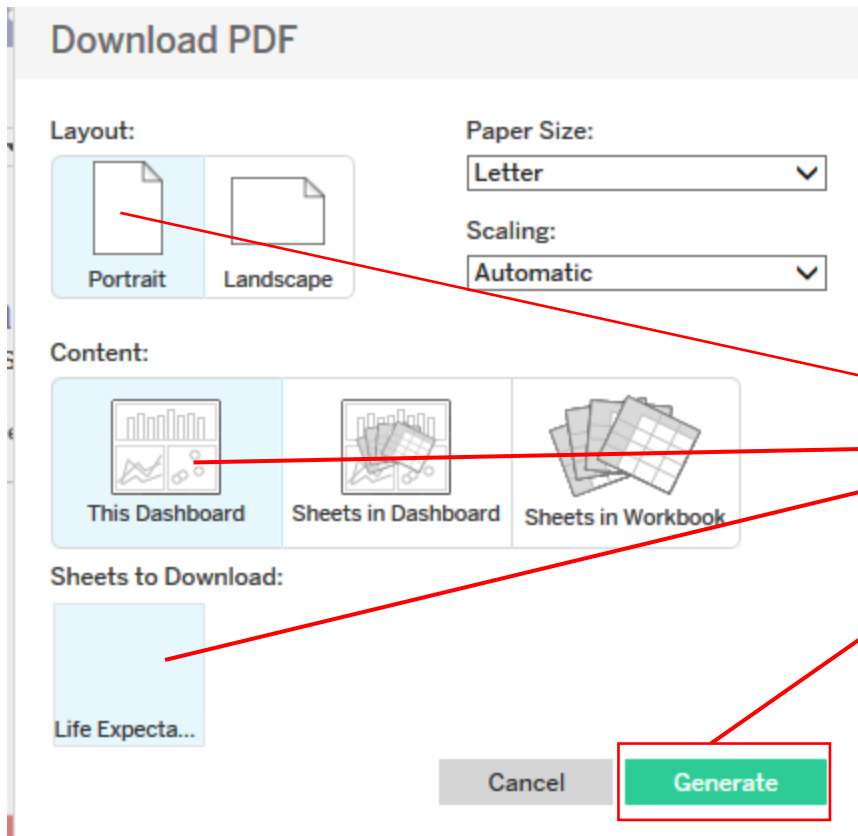 Download PDF
Layout:
Paper Size:
Letter
Scaling:
Portrait
Landscape
Automatic
Content:
This Dashboard
Sheets in Dashboard
Sheets in Workbook
Sheets to Download:
Life Expecta...
Cancel
Generate